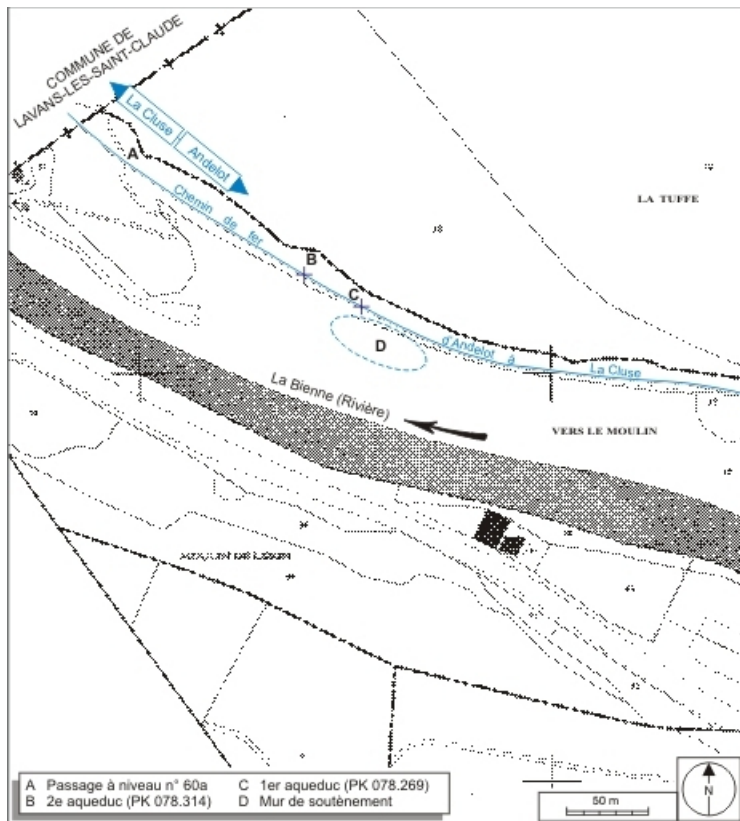 COMMUNE DE
LAVANS-LES-SAINT-CLAUDE
La Cluse
Andelot
A
LA TUFFE
Chemin de fer
B
C
D
d'Andelot à
La Cluse
La Bienne (Rivière)
VERS LE MOULIN
A Passage à niveau n° 60a
B 2e aqueduc (PK 078.314)
C 1er aqueduc (PK 078.269)
D Mur de soutènement
50 m
N